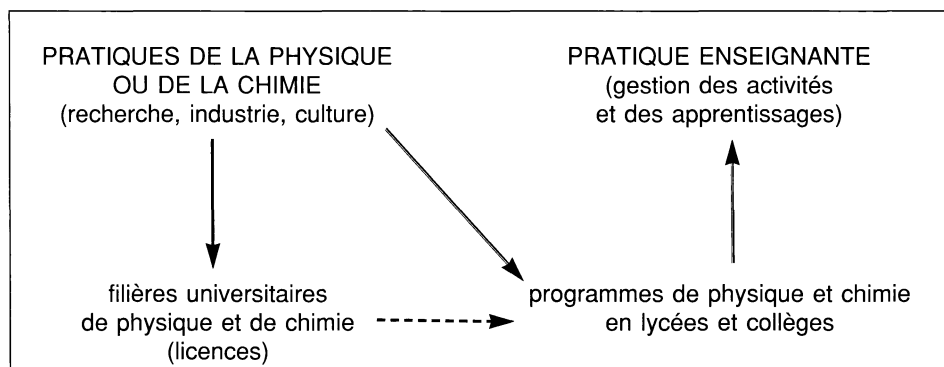 PRATIQUES DE LA PHYSIQUE
OU DE LA CHIMIE
(recherche, industrie, culture)
PRATIQUE ENSEIGNANTE
(gestion des activités
et des apprentissages)
filières universitaires
de physique et de chimie
(licences)
programmes de physique et chimie
en lycées et collèges